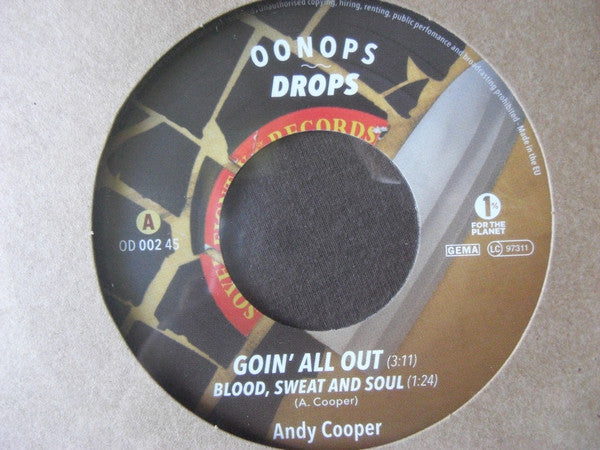 unauthorised copying, hiring, renting, public perfomance and broadcasting prohibited - Made in the EU
OONOPS
DROPS
RECORDS
A
OD 002 45
1%
FOR THE
PLANET
GEMA LC 97311
GOIN' ALL OUT (3:11)
BLOOD, SWEAT AND SOUL (1:24)
(A. Cooper)
Andy Cooper